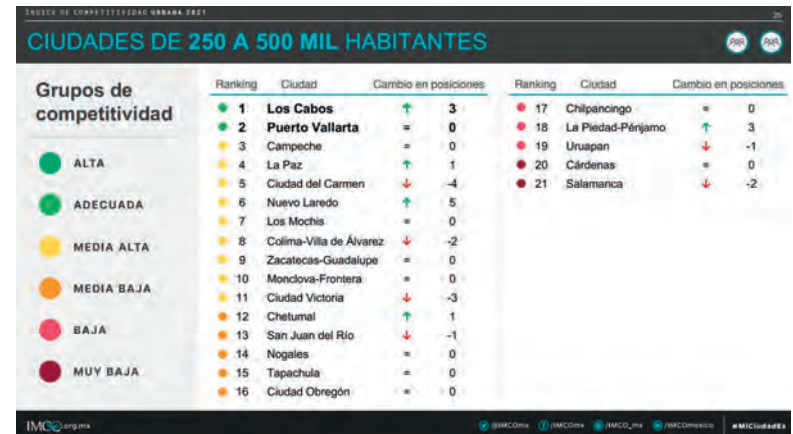 ÍNDICE DE COMPETITIVIDAD URBANA 2021
25
CIUDADES DE 250 A 500 MIL HABITANTES
Grupos de
competitividad
ALTA
ADECUADA
MEDIA ALTA
MEDIA BAJA
BAJA
MUY BAJA
Ranking Ciudad Cambio en posiciones
1 Los Cabos ↑ 3
2 Puerto Vallarta = 0
3 Campeche = 0
4 La Paz ↑ 1
5 Ciudad del Carmen ↓ -4
6 Nuevo Laredo ↑ 5
7 Los Mochis = 0
8 Colima-Villa de Álvarez ↓ -2
9 Zacatecas-Guadalupe = 0
10 Monclova-Frontera = 0
11 Ciudad Victoria ↓ -3
12 Chetumal ↑ 1
13 San Juan del Río ↓ -1
14 Nogales = 0
15 Tapachula = 0
16 Ciudad Obregón = 0
Ranking Ciudad Cambio en posiciones
17 Chilpancingo = 0
18 La Piedad-Pénjamo ↑ 3
19 Uruapan ↓ -1
20 Cárdenas = 0
21 Salamanca ↓ -2
IMCO.org.mx
@IMCOmx /IMCOmx /IMCO_mx /IMCOmexico #MiCiudadEs